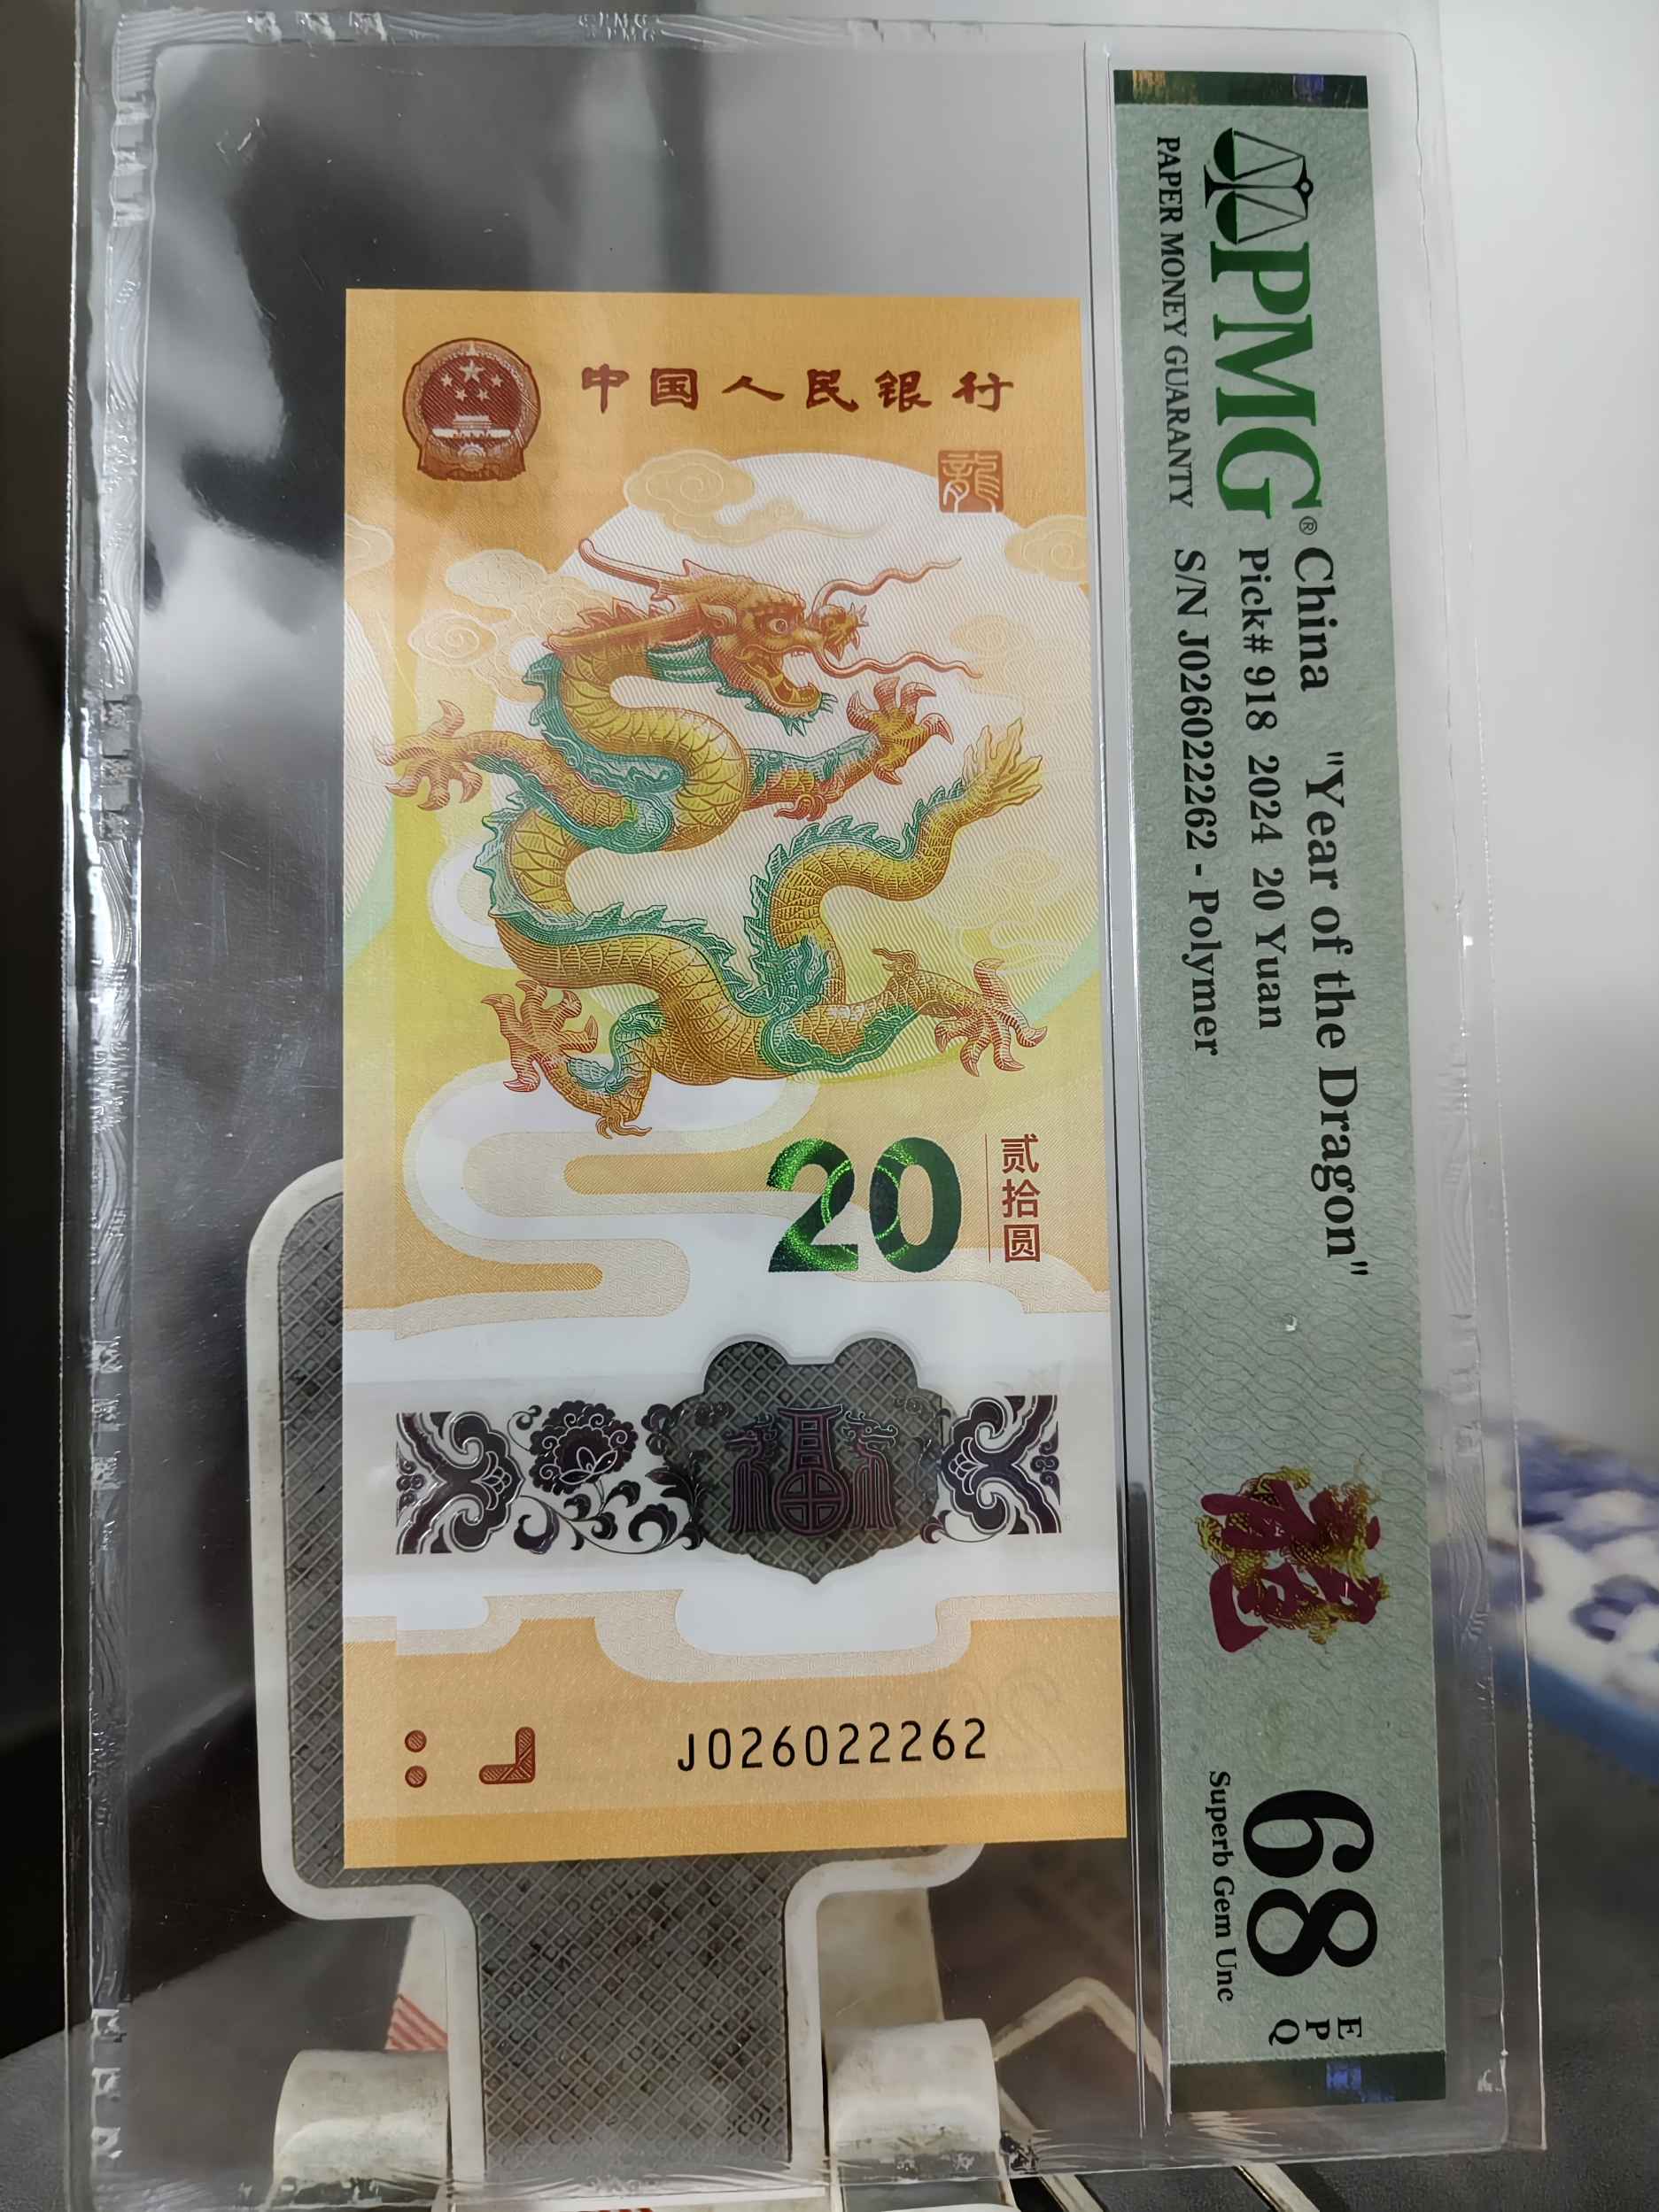 中国人民银行
龍
20
贰拾圆
J026022262
PMG®
PAPER MONEY GUARANTY
China "Year of the Dragon"
Pick# 918 2024 20 Yuan
S/N J026022262 - Polymer
68
EPQ
Superb Gem Unc